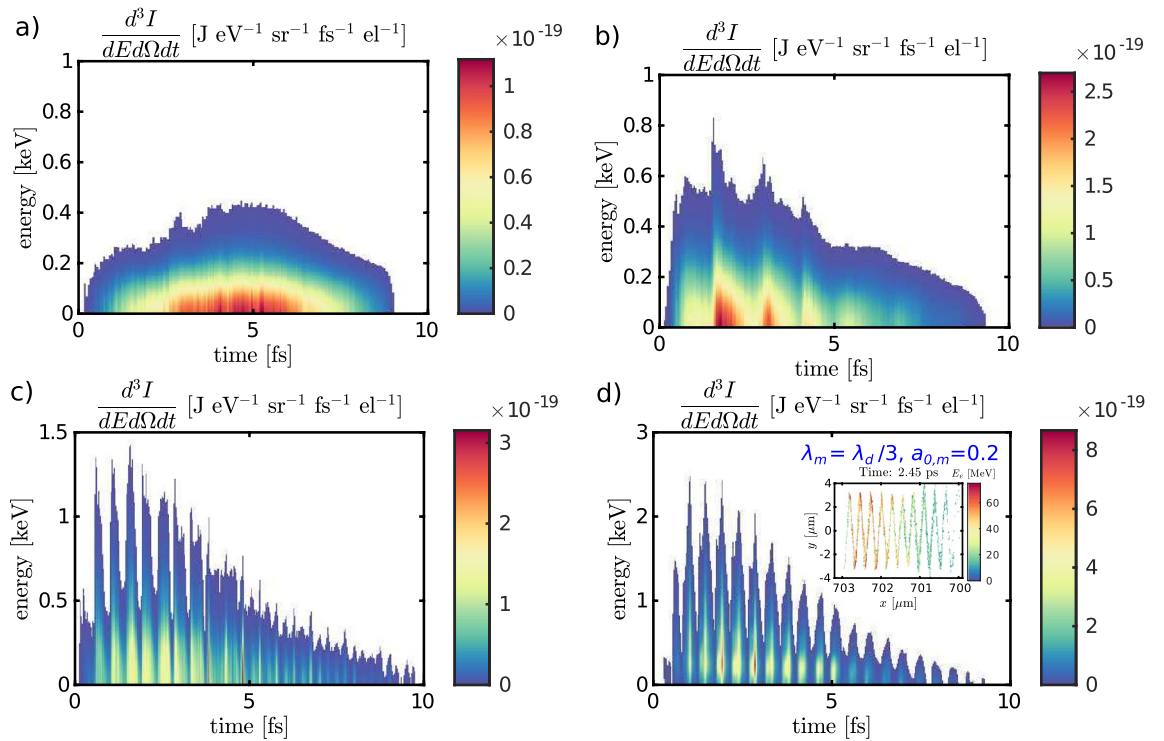 a)
d³I
dEdΩdt
[J eV⁻¹ sr⁻¹ fs⁻¹ el⁻¹]
×10⁻¹⁹
1
0.8
0.6
0.4
0.2
0
energy [keV]
1
0.8
0.6
0.4
0.2
0
0
5
10
time [fs]
b)
d³I
dEdΩdt
[J eV⁻¹ sr⁻¹ fs⁻¹ el⁻¹]
×10⁻¹⁹
2.5
2
1.5
1
0.5
0
energy [keV]
1
0.8
0.6
0.4
0.2
0
0
5
10
time [fs]
c)
d³I
dEdΩdt
[J eV⁻¹ sr⁻¹ fs⁻¹ el⁻¹]
×10⁻¹⁹
3
2
1
0
energy [keV]
1.5
1
0.5
0
0
5
10
time [fs]
d)
d³I
dEdΩdt
[J eV⁻¹ sr⁻¹ fs⁻¹ el⁻¹]
×10⁻¹⁹
8
6
4
2
0
energy [keV]
3
2
1
0
0
5
10
time [fs]
λm= λd/3, a0,m=0.2
Time: 2.45 ps
Ee [MeV]
60
40
20
0
y [μm]
4
2
0
-2
-4
703
702
701
700
x [μm]